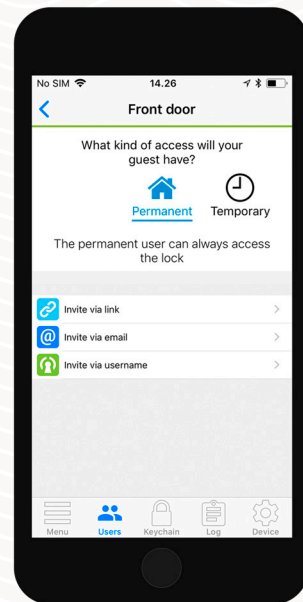 No SIM 14.26
Front door
What kind of access will your
guest have?
Permanent Temporary
The permanent user can always access
the lock
Invite via link
@ Invite via email
Invite via username
Menu Users Keychain Log Device